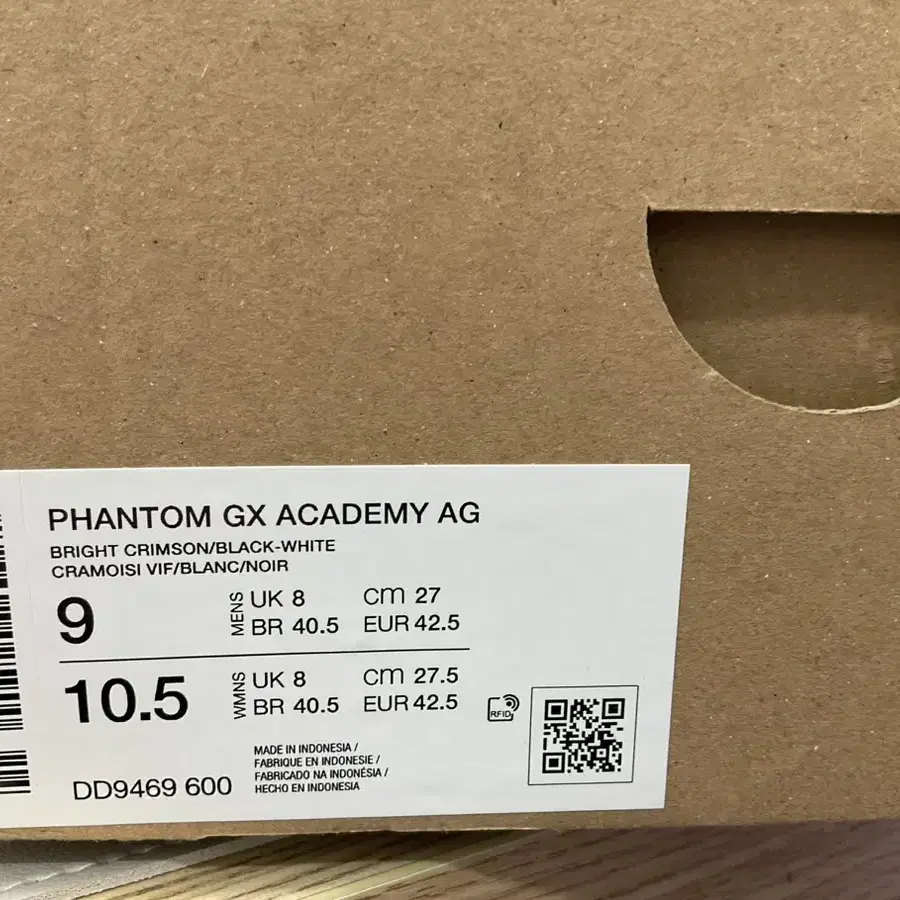 PHANTOM GX ACADEMY AG
BRIGHT CRIMSON/BLACK-WHITE
CRAMOISI VIF/BLANC/NOIR
9
MENS
UK 8 cm 27
BR 40.5 EUR 42.5
10.5
WMNS
UK 8 cm 27.5
BR 40.5 EUR 42.5
RFID
DD9469 600
MADE IN INDONESIA /
FABRIQUE EN INDONESIE /
FABRICADO NA INDONÉSIA /
HECHO EN INDONESIA